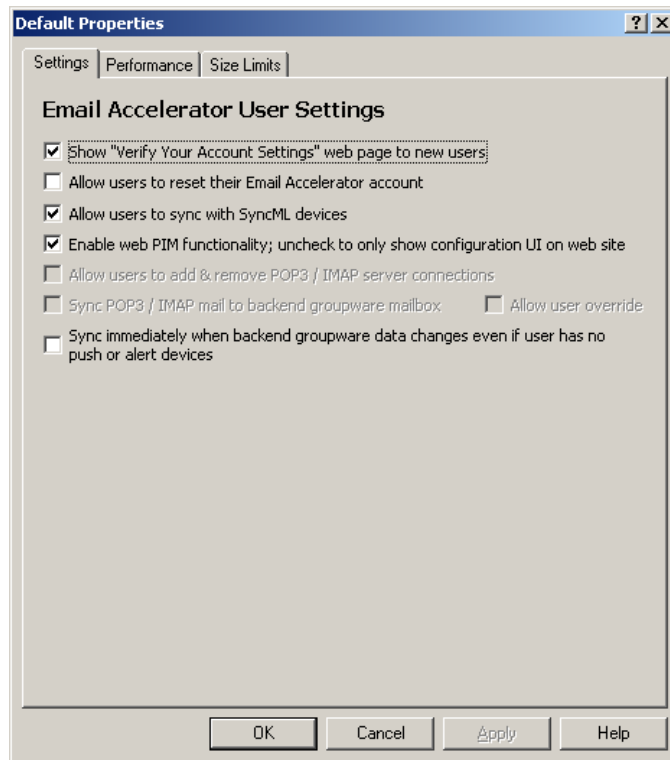 Default Properties
Settings Performance Size Limits
Email Accelerator User Settings
Show "Verify Your Account Settings" web page to new users
Allow users to reset their Email Accelerator account
Allow users to sync with SyncML devices
Enable web PIM functionality; uncheck to only show configuration UI on web site
Allow users to add & remove POP3 / IMAP server connections
Sync POP3 / IMAP mail to backend groupware mailbox Allow user override
Sync immediately when backend groupware data changes even if user has no
push or alert devices
OK Cancel Apply Help